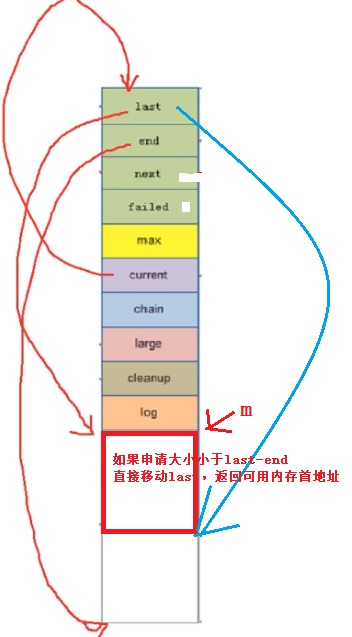 last
end
next
failed
max
current
chain
large
cleanup
log
m
如果申请大小小于last-end
直接移动last，返回可用内存首地址